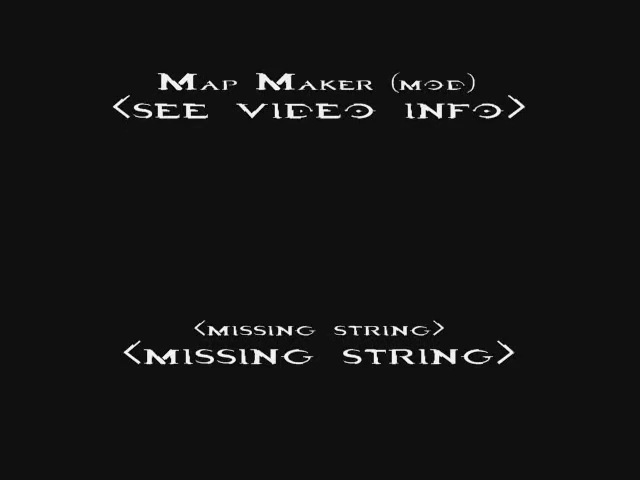 Map Maker (mod)
<SEE VIDEO INFO>
<MISSING STRING>
<MISSING STRING>